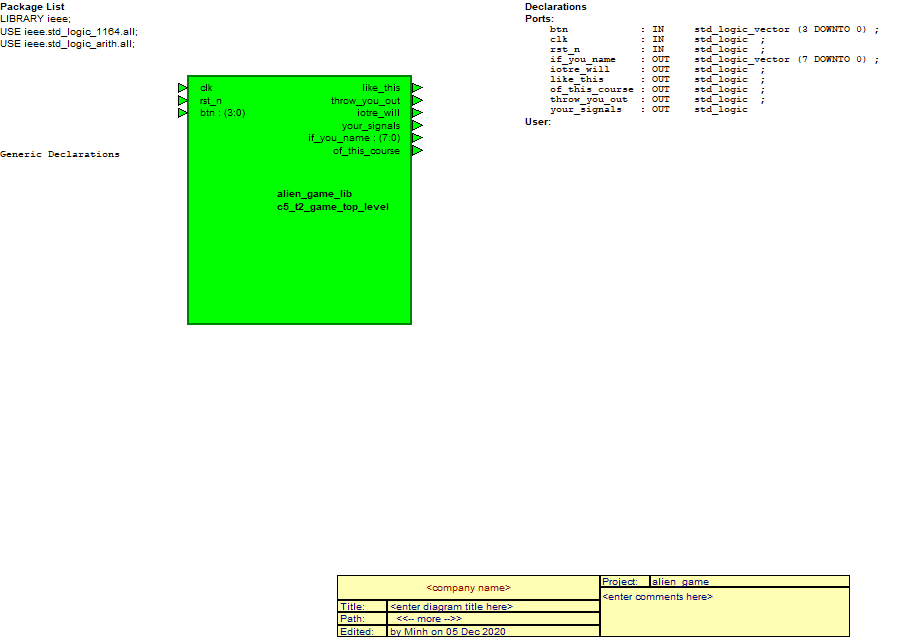 Package List
LIBRARY ieee;
USE ieee.std_logic_1164.all;
USE ieee.std_logic_arith.all;
Generic Declarations
clk
rst_n
btn : (3:0)
like_this
throw_you_out
iotre_will
your_signals
if_you_name : (7:0)
of_this_course
alien_game_lib
c5_t2_game_top_level
Declarations
Ports:
btn : IN std_logic_vector (3 DOWNTO 0) ;
clk : IN std_logic ;
rst_n : IN std_logic ;
if_you_name : OUT std_logic_vector (7 DOWNTO 0) ;
iotre_will : OUT std_logic ;
like_this : OUT std_logic ;
of_this_course : OUT std_logic ;
throw_you_out : OUT std_logic ;
your_signals : OUT std_logic
User:
<company name>
Title: <enter diagram title here>
Path: <<-- more -->>
Edited: by Minh on 05 Dec 2020
Project: alien_game
<enter comments here>